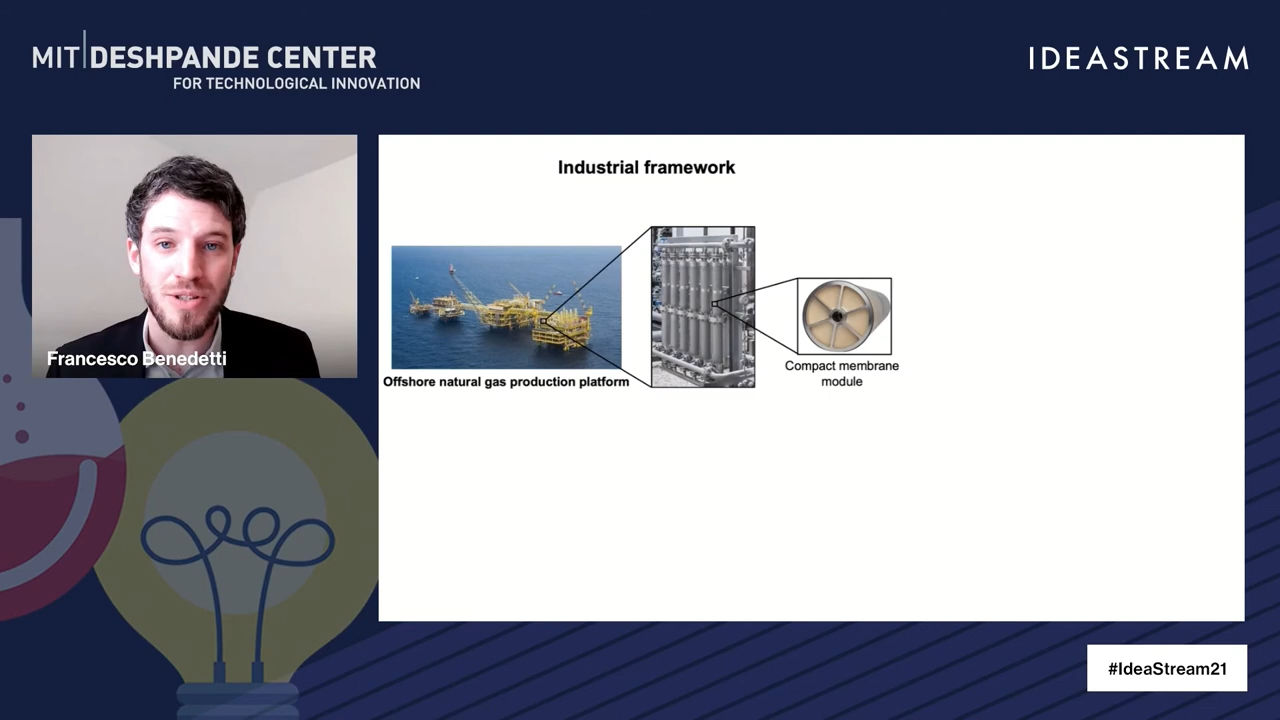 MIT DESHPANDE CENTER
FOR TECHNOLOGICAL INNOVATION
IDEASTREAM
Francesco Benedetti
Industrial framework
Offshore natural gas production platform
Compact membrane
module
#IdeaStream21